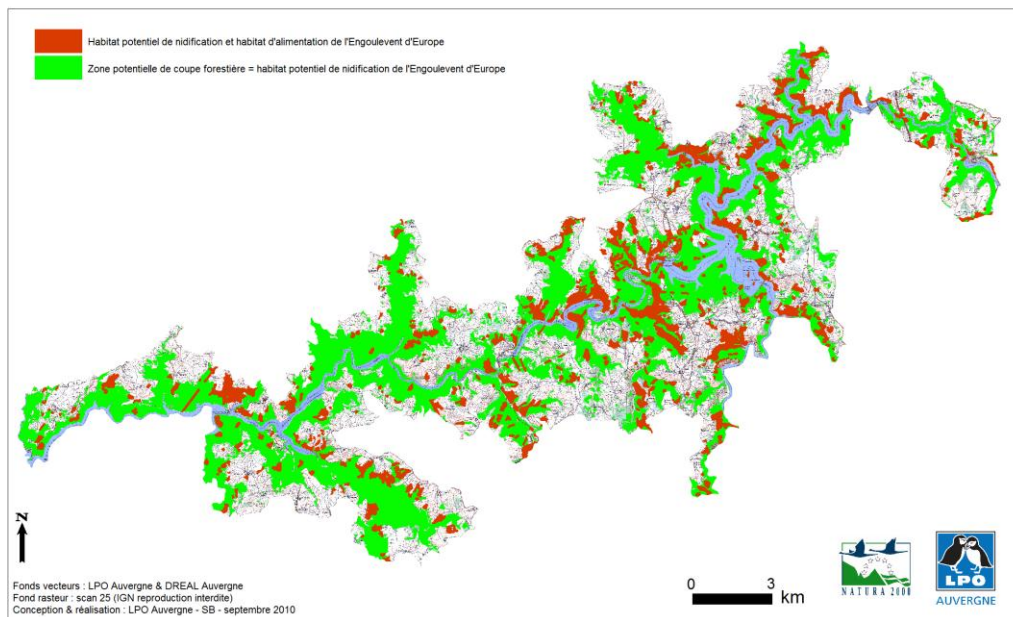 Habitat potentiel de nidification et habitat d'alimentation de l'Engoulevent d'Europe
Zone potentielle de coupe forestière = habitat potentiel de nidification de l'Engoulevent d'Europe
N
Fonds vecteurs : LPO Auvergne & DREAL Auvergne
Fond rasteur : scan 25 (IGN reproduction interdite)
Conception & réalisation : LPO Auvergne - SB - septembre 2010
0 3
km
NATURA 2000
LPO
AUVERGNE